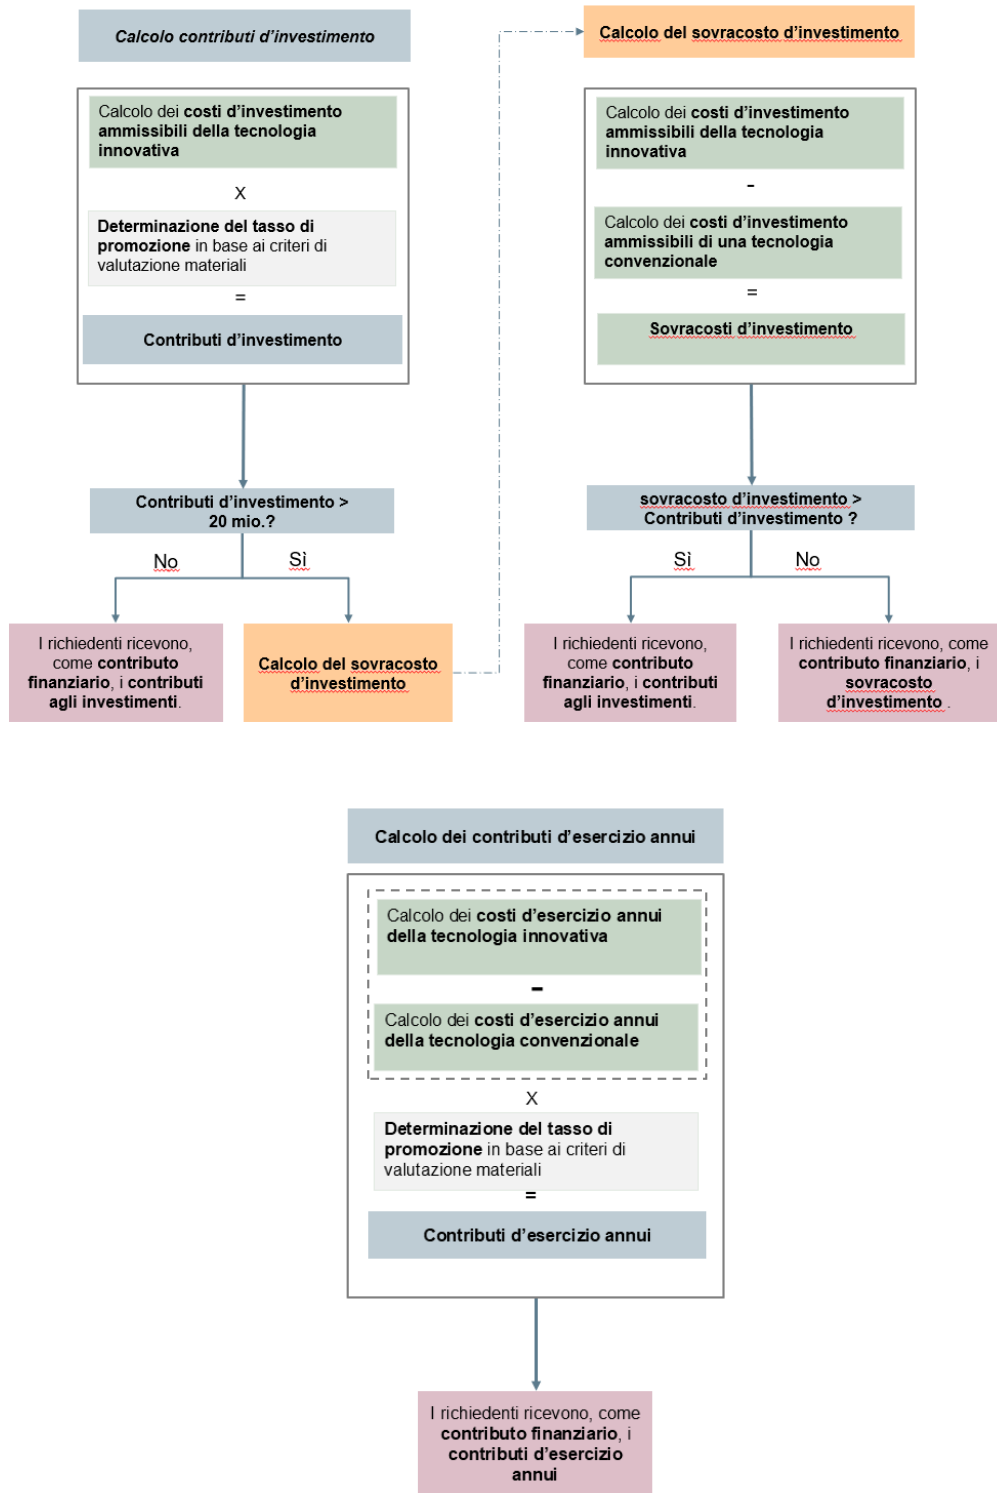 Calcolo contributi d'investimento
Calcolo dei costi d'investimento
ammissibili della tecnologia
innovativa
X
Determinazione del tasso di
promozione in base ai criteri di
valutazione materiali
=
Contributi d'investimento
Contributi d'investimento >
20 mio.?
No
Sì
I richiedenti ricevono,
come contributo
finanziario, i contributi
agli investimenti.
Calcolo del sovracosto
d'investimento
Calcolo del sovracosto d'investimento
Calcolo dei costi d'investimento
ammissibili della tecnologia
innovativa
-
Calcolo dei costi d'investimento
ammissibili di una tecnologia
convenzionale
=
Sovracosti d'investimento
sovracosto d'investimento >
Contributi d'investimento ?
Sì
No
I richiedenti ricevono,
come contributo
finanziario, i contributi
agli investimenti.
I richiedenti ricevono, come
contributo finanziario, i
sovracosto
d'investimento .
Calcolo dei contributi d'esercizio annui
Calcolo dei costi d'esercizio annui
della tecnologia innovativa
-
Calcolo dei costi d'esercizio annui
della tecnologia convenzionale
X
Determinazione del tasso di
promozione in base ai criteri di
valutazione materiali
=
Contributi d'esercizio annui
I richiedenti ricevono, come
contributo finanziario, i
contributi d'esercizio
annui